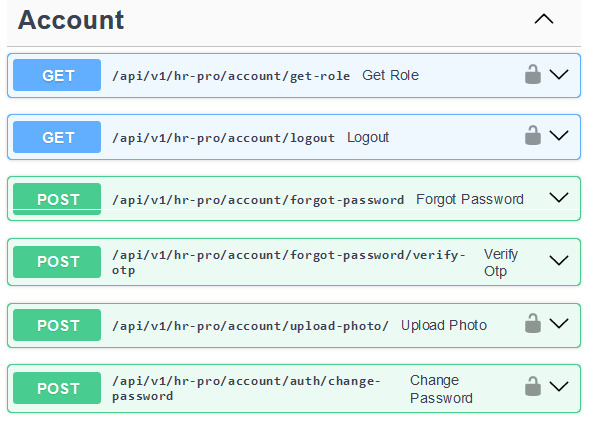 Account
GET /api/v1/hr-pro/account/get-role Get Role
GET /api/v1/hr-pro/account/logout Logout
POST /api/v1/hr-pro/account/forgot-password Forgot Password
POST /api/v1/hr-pro/account/forgot-password/verify- Verify
otp Otp
POST /api/v1/hr-pro/account/upload-photo/ Upload Photo
POST /api/v1/hr-pro/account/auth/change- Change
password Password